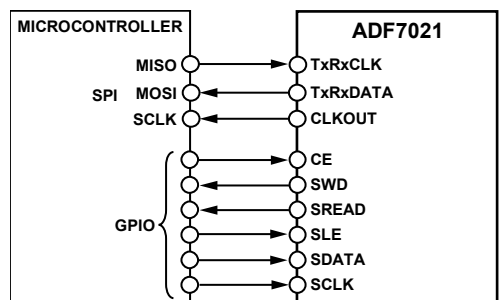 MICROCONTROLLER
ADF7021
MISO
TxRxCLK
SPI
MOSI
TxRxDATA
SCLK
CLKOUT
CE
SWD
SREAD
GPIO
SLE
SDATA
SCLK